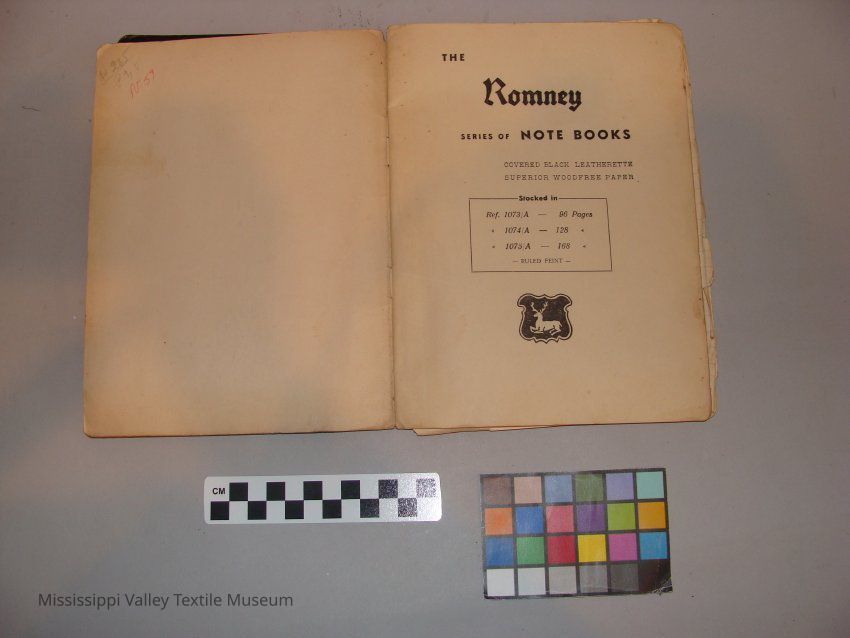 THE
Romney
SERIES OF NOTE BOOKS
COVERED BLACK LEATHERETTE
SUPERIOR WOODFREE PAPER
Stocked in
Ref. 1073/A — 96 Pages
" 1074/A — 128 "
" 1075/A — 168 "
— RULED FEINT —
CM
Mississippi Valley Textile Museum